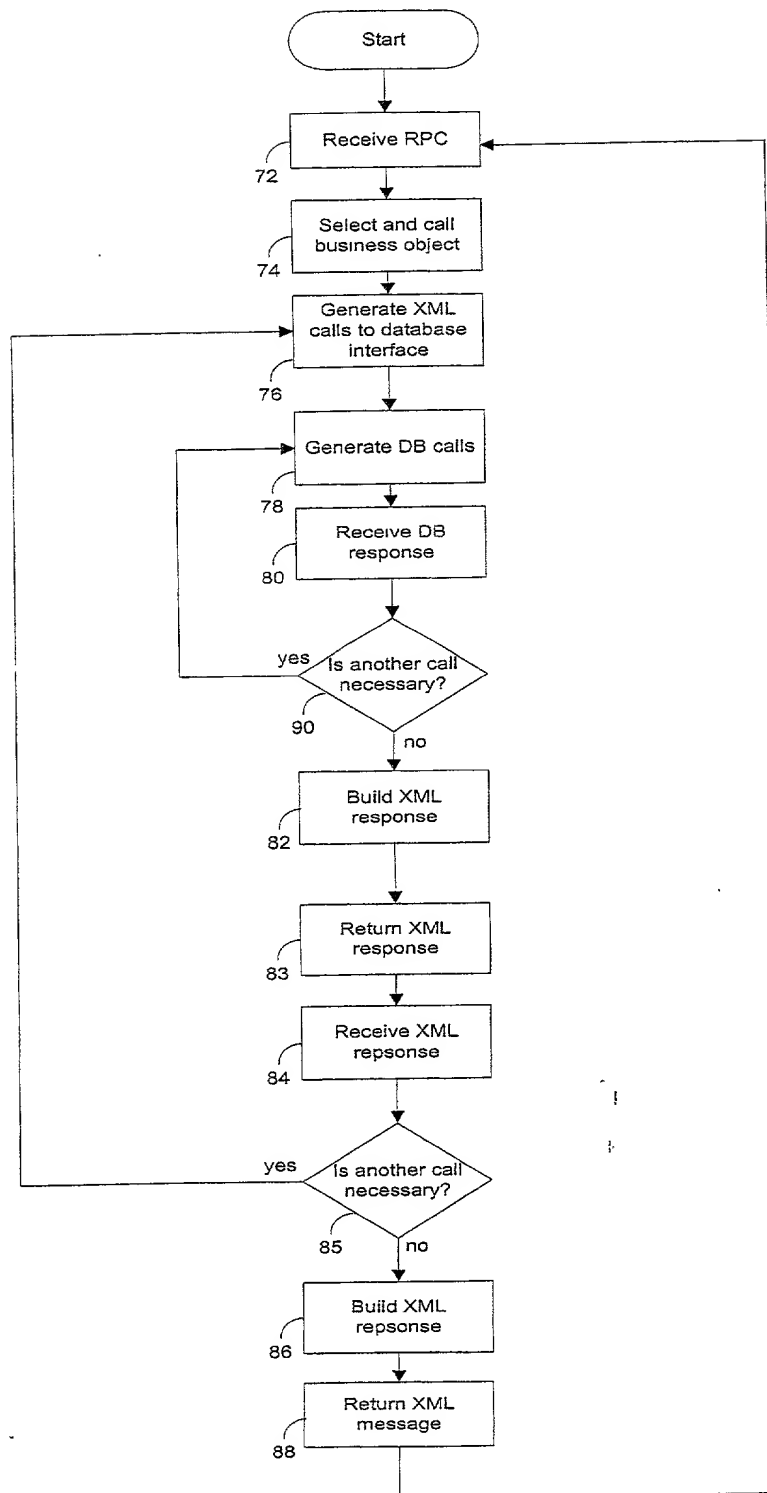 Start
Receive RPC
72
Select and call
business object
74
Generate XML
calls to database
interface
76
Generate DB calls
78
Receive DB
response
80
yes
Is another call
necessary?
90
no
Build XML
response
82
Return XML
response
83
Receive XML
repsonse
84
yes
Is another call
necessary?
85
no
Build XML
repsonse
86
Return XML
message
88